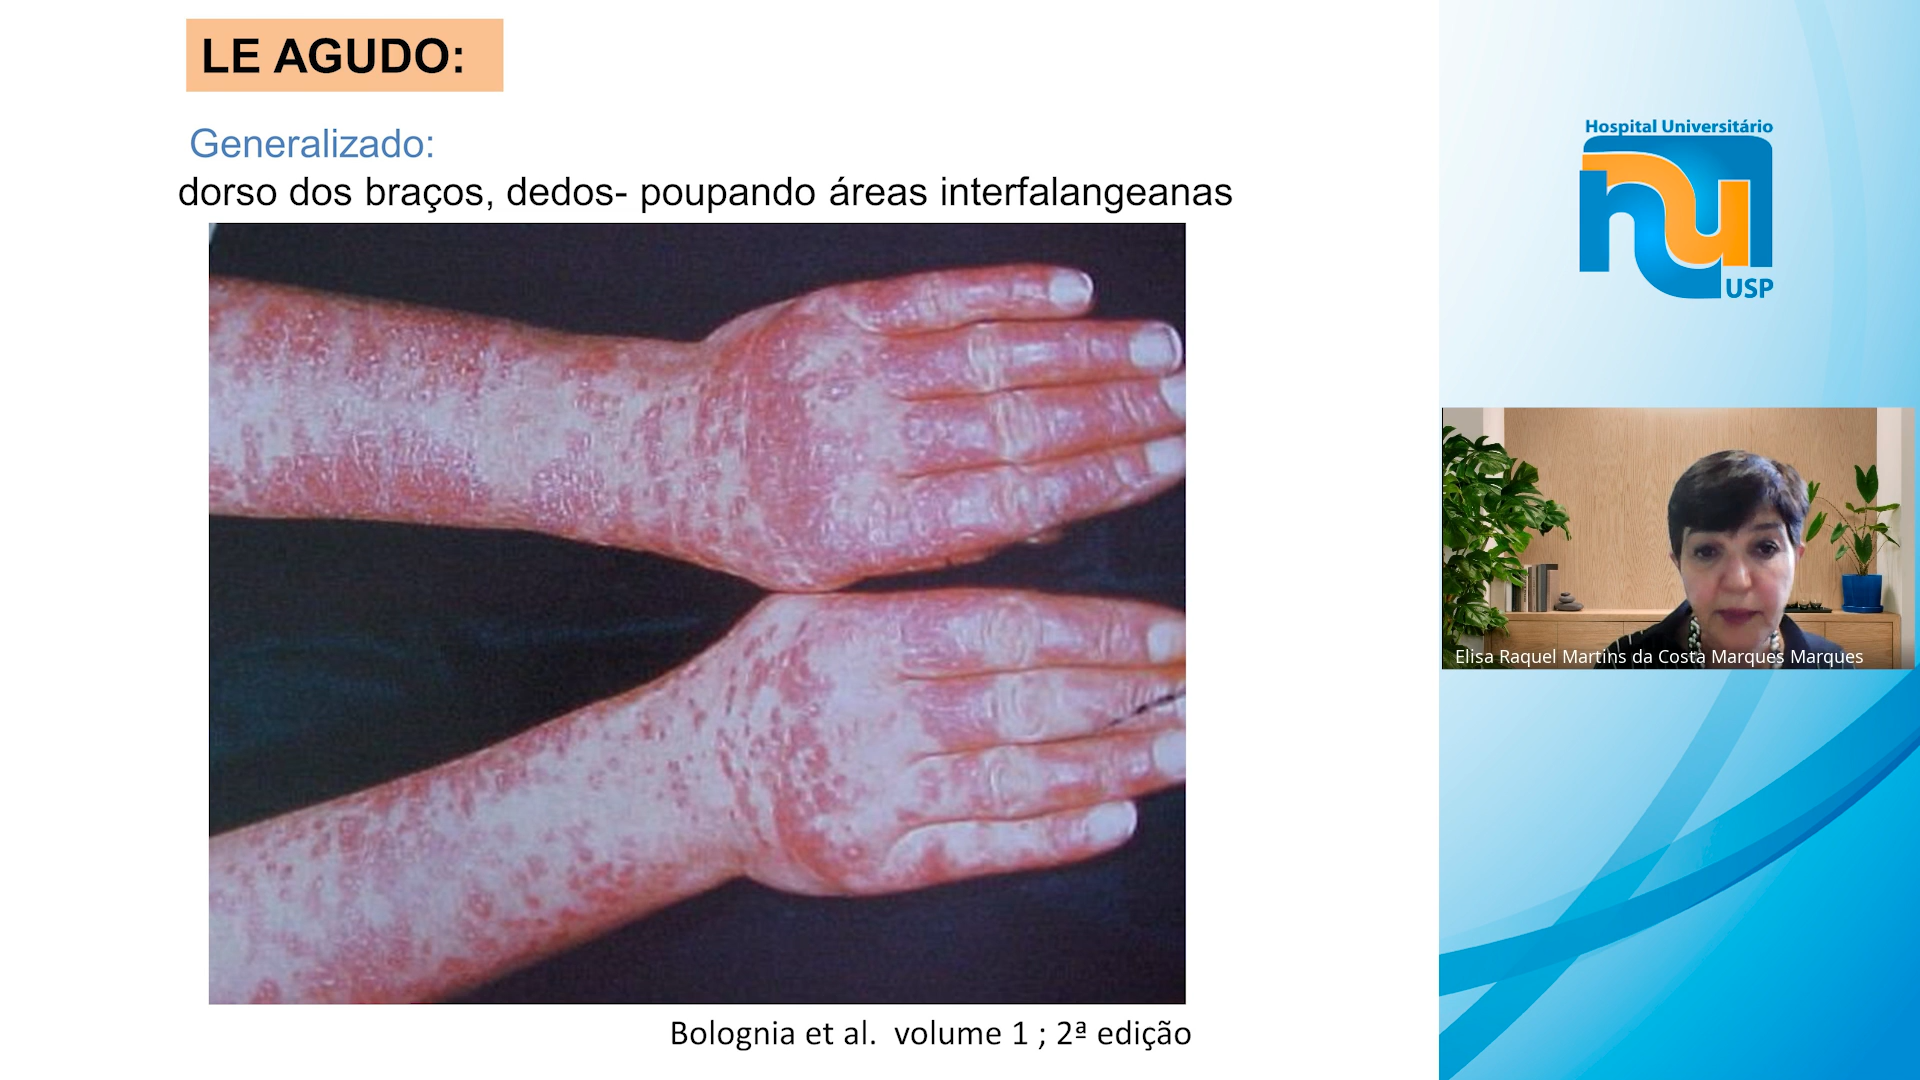 LE AGUDO:
Generalizado:
dorso dos braços, dedos- poupando áreas interfalangeanas
Bolognia et al. volume 1 ; 2ª edição
Hospital Universitário
hu
USP
Elisa Raquel Martins da Costa Marques Marques